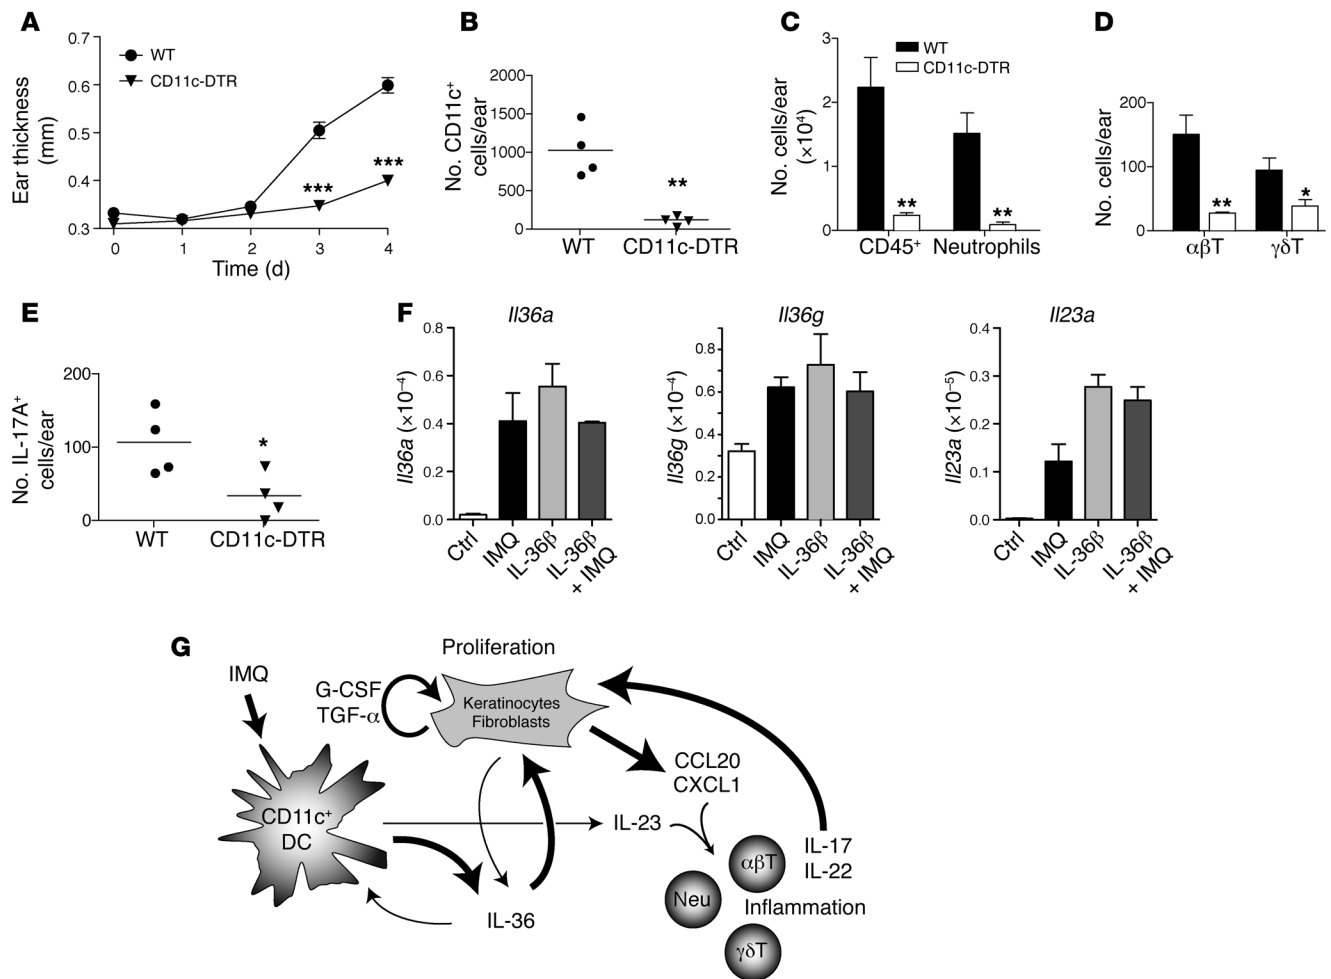 A
Ear thickness
(mm)
0.7
0.6
0.5
0.4
0.3
WT
CD11c-DTR
***
***
0
1
2
3
4
Time (d)
B
No. CD11c⁺
cells/ear
2000
1500
1000
500
0
**
WT
CD11c-DTR
C
No. cells/ear
(×10⁴)
3
2
1
0
WT
CD11c-DTR
**
**
CD45⁺
Neutrophils
D
No. cells/ear
200
100
0
**
*
αβT
γδT
E
No. IL-17A⁺
cells/ear
200
100
0
*
WT
CD11c-DTR
F
Il36a
Il36a (×10⁻⁴)
0.8
0.6
0.4
0.2
0.0
Ctrl
IMQ
IL-36β
IL-36β
+ IMQ
Il36g
Il36g (×10⁻⁴)
0.8
0.6
0.4
0.2
0.0
Ctrl
IMQ
IL-36β
IL-36β
+ IMQ
Il23a
Il23a (×10⁻⁵)
0.4
0.3
0.2
0.1
0.0
Ctrl
IMQ
IL-36β
IL-36β
+ IMQ
G
Proliferation
IMQ
G-CSF
TGF-α
Keratinocytes
Fibroblasts
CCL20
CXCL1
CD11c⁺
DC
IL-23
IL-17
IL-22
αβT
Neu
Inflammation
IL-36
γδT